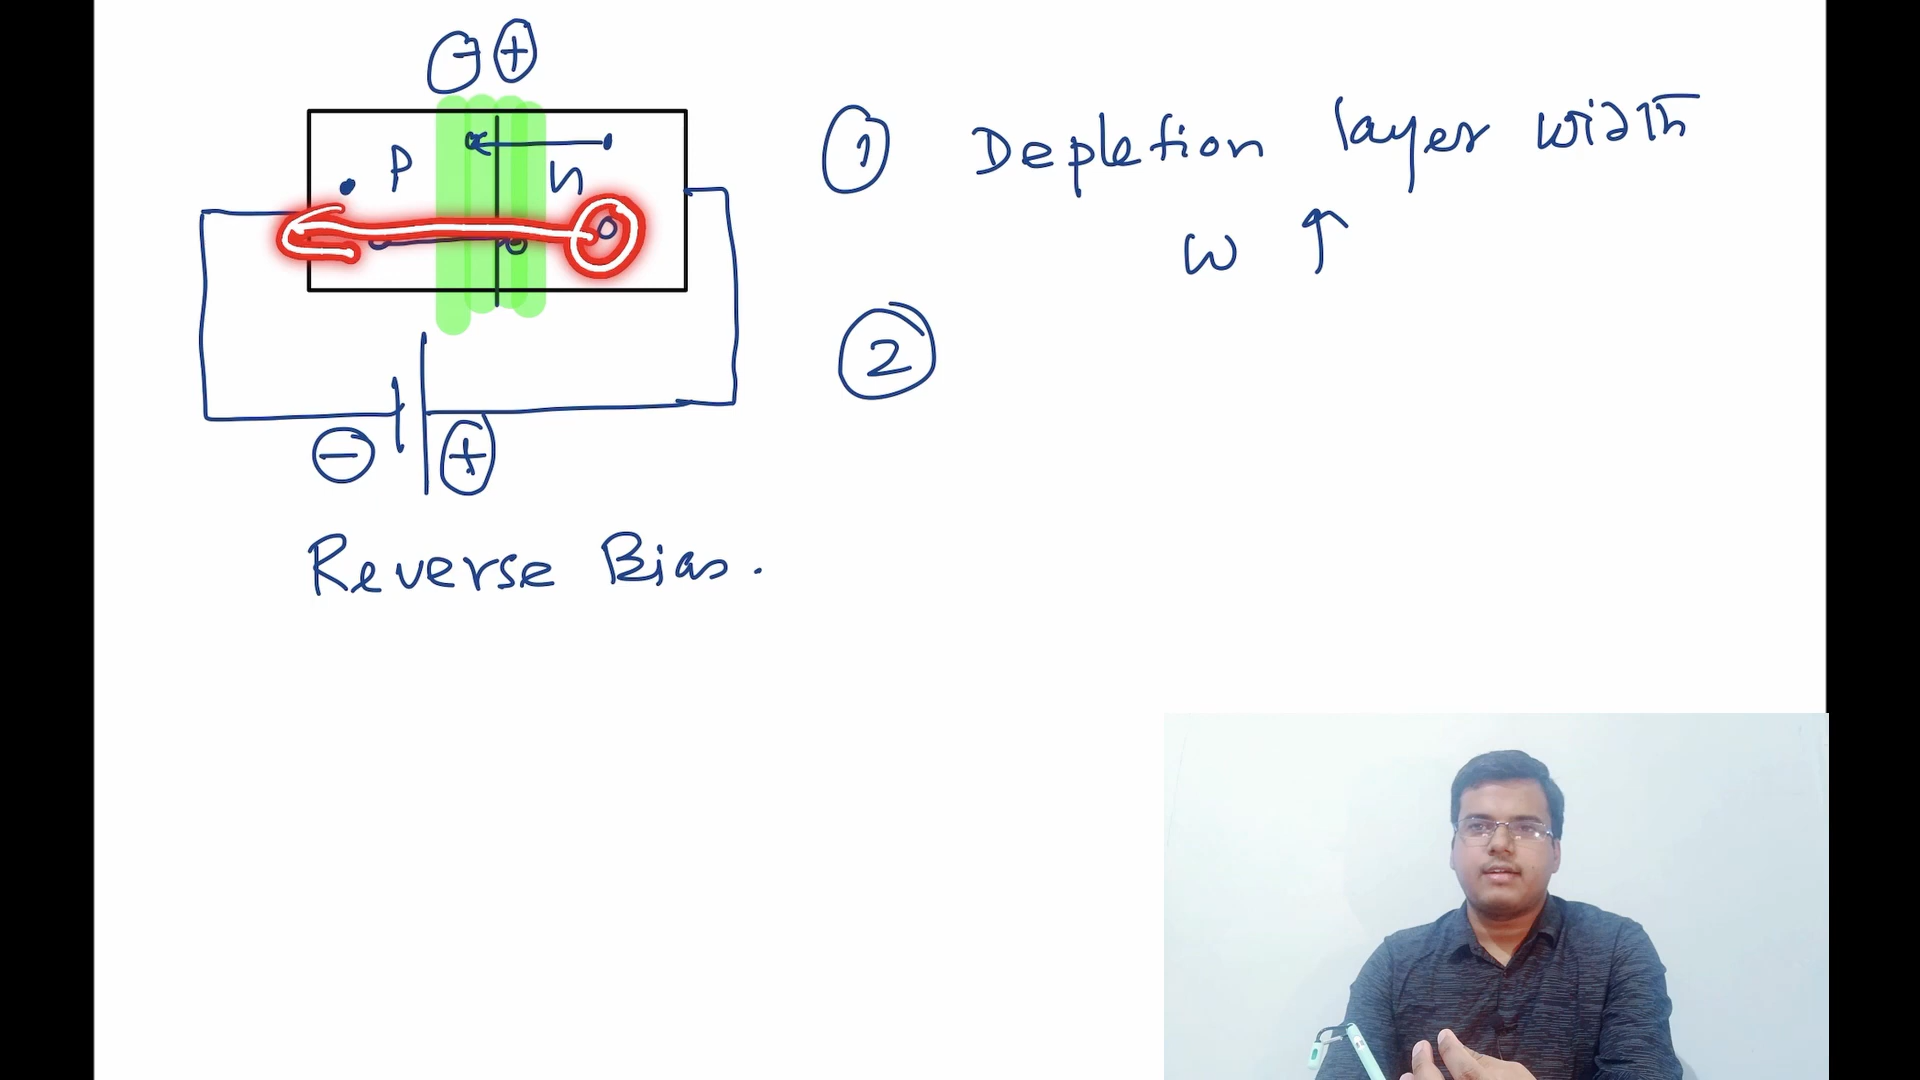 ⊖ ⊕
P n
⊖ ⊕
Reverse Bias.
① Depletion layer width
w ↑
②